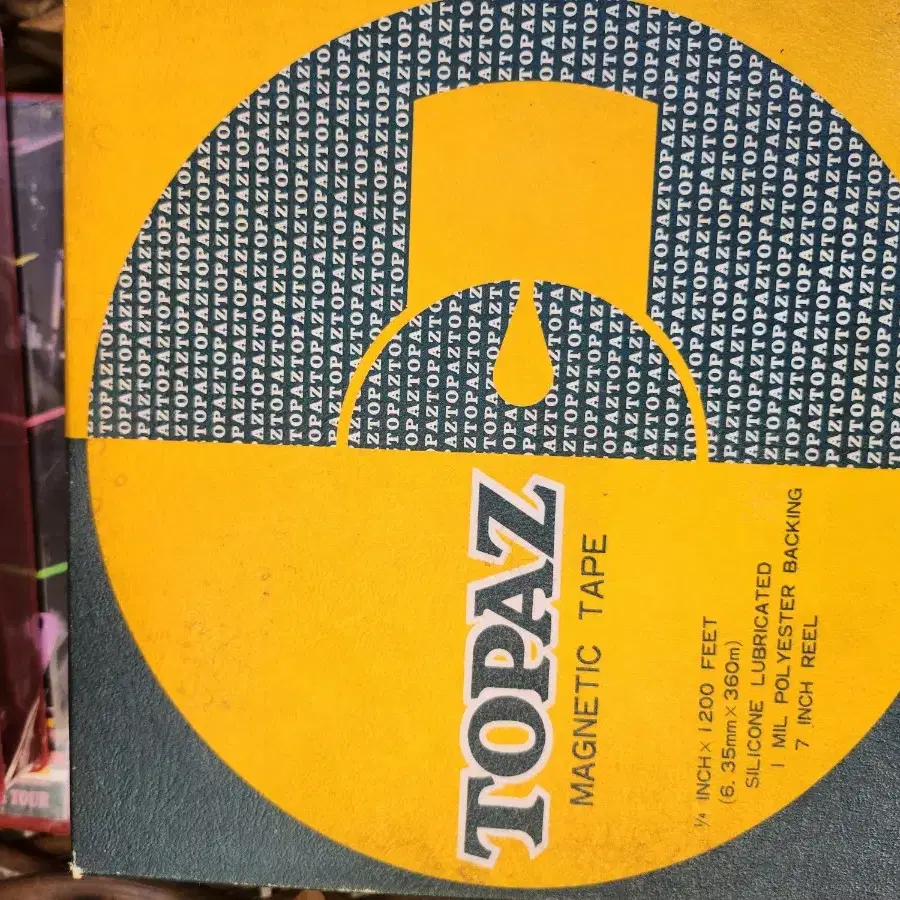 TOPAZ
MAGNETIC TAPE
1/4 INCH × 1200 FEET
(6.35mm × 360m)
SILICONE LUBRICATED
1 MIL POLYESTER BACKING
7 INCH REEL
TOUR